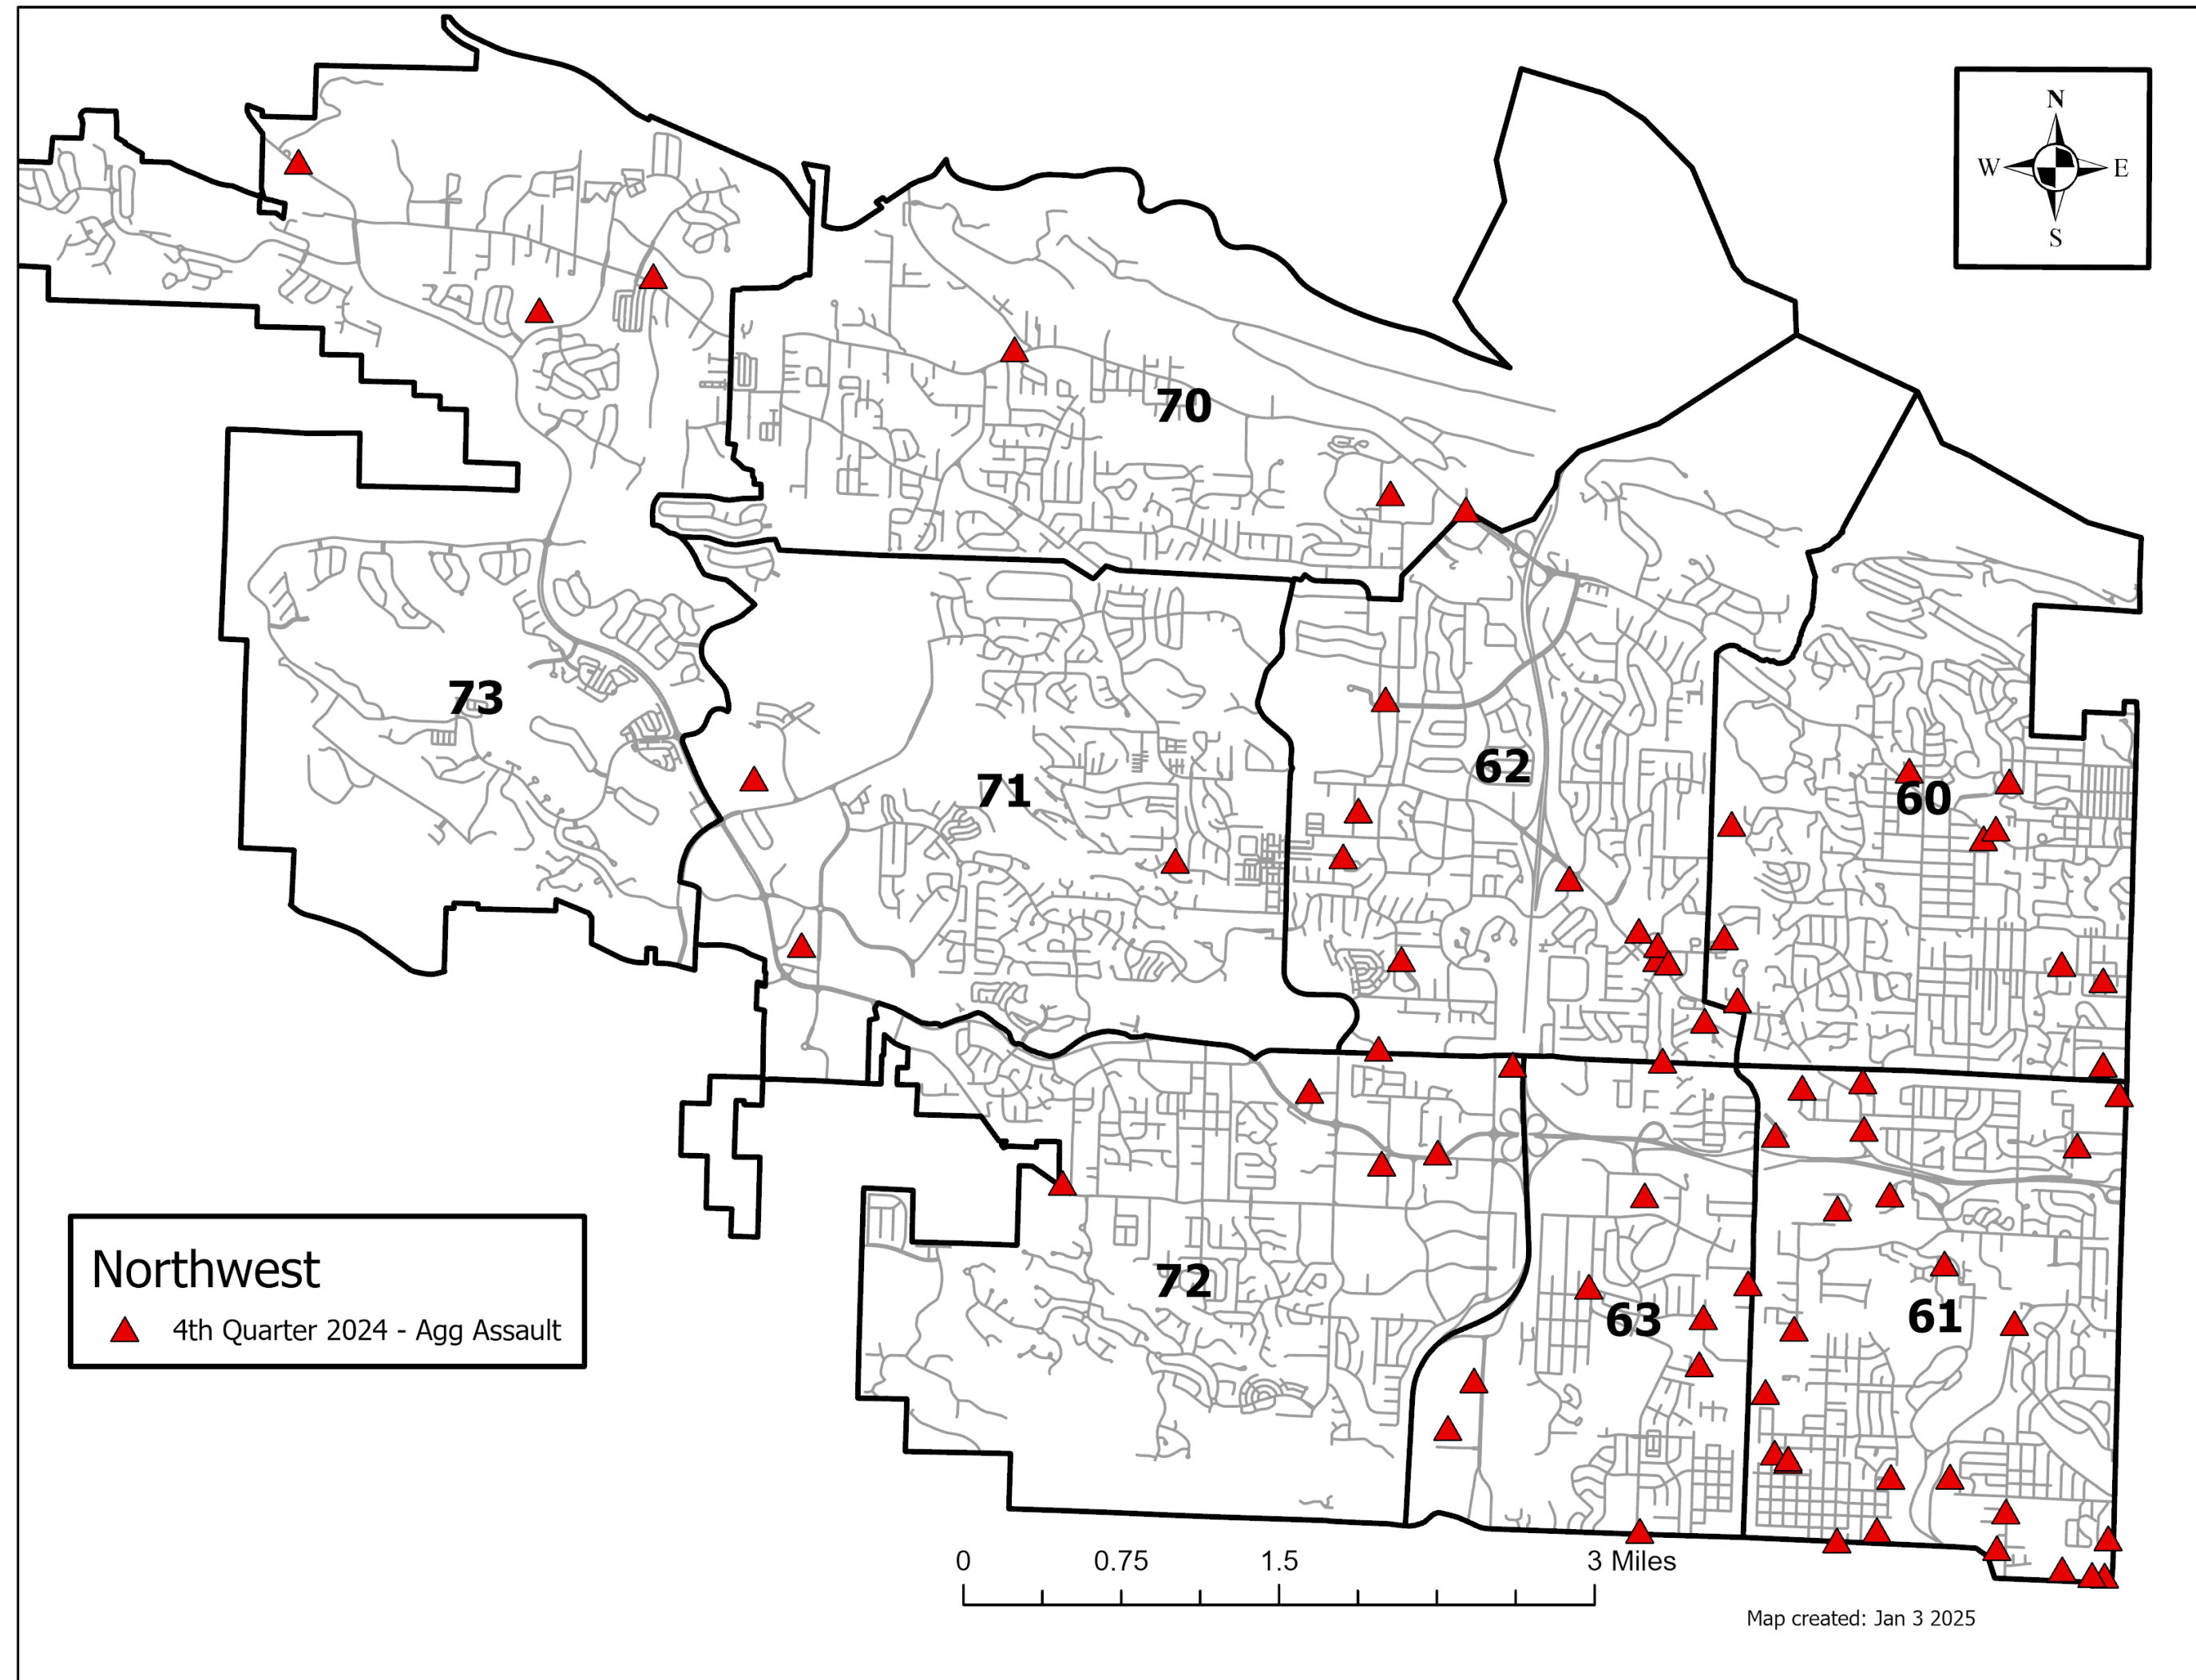 N
W E
S
70
73
71
62
60
72
63
61
Northwest
4th Quarter 2024 - Agg Assault
0 0.75 1.5 3 Miles
Map created: Jan 3 2025